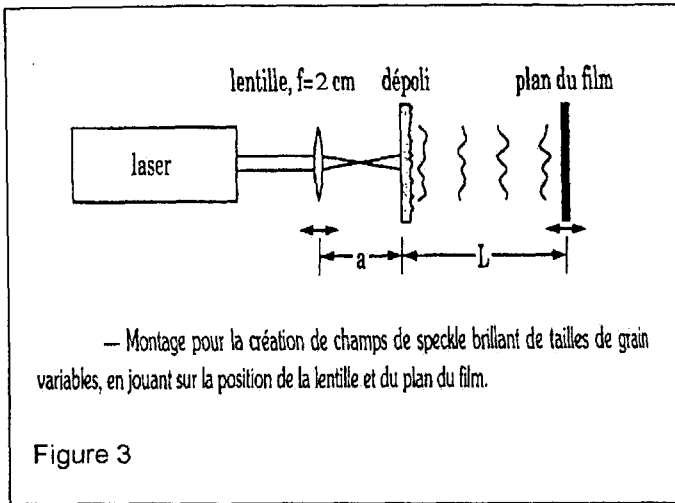 lentille, f=2 cm dépoli plan du film
laser
a L
— Montage pour la création de champs de speckle brillant de tailles de grain
variables, en jouant sur la position de la lentille et du plan du film.
Figure 3